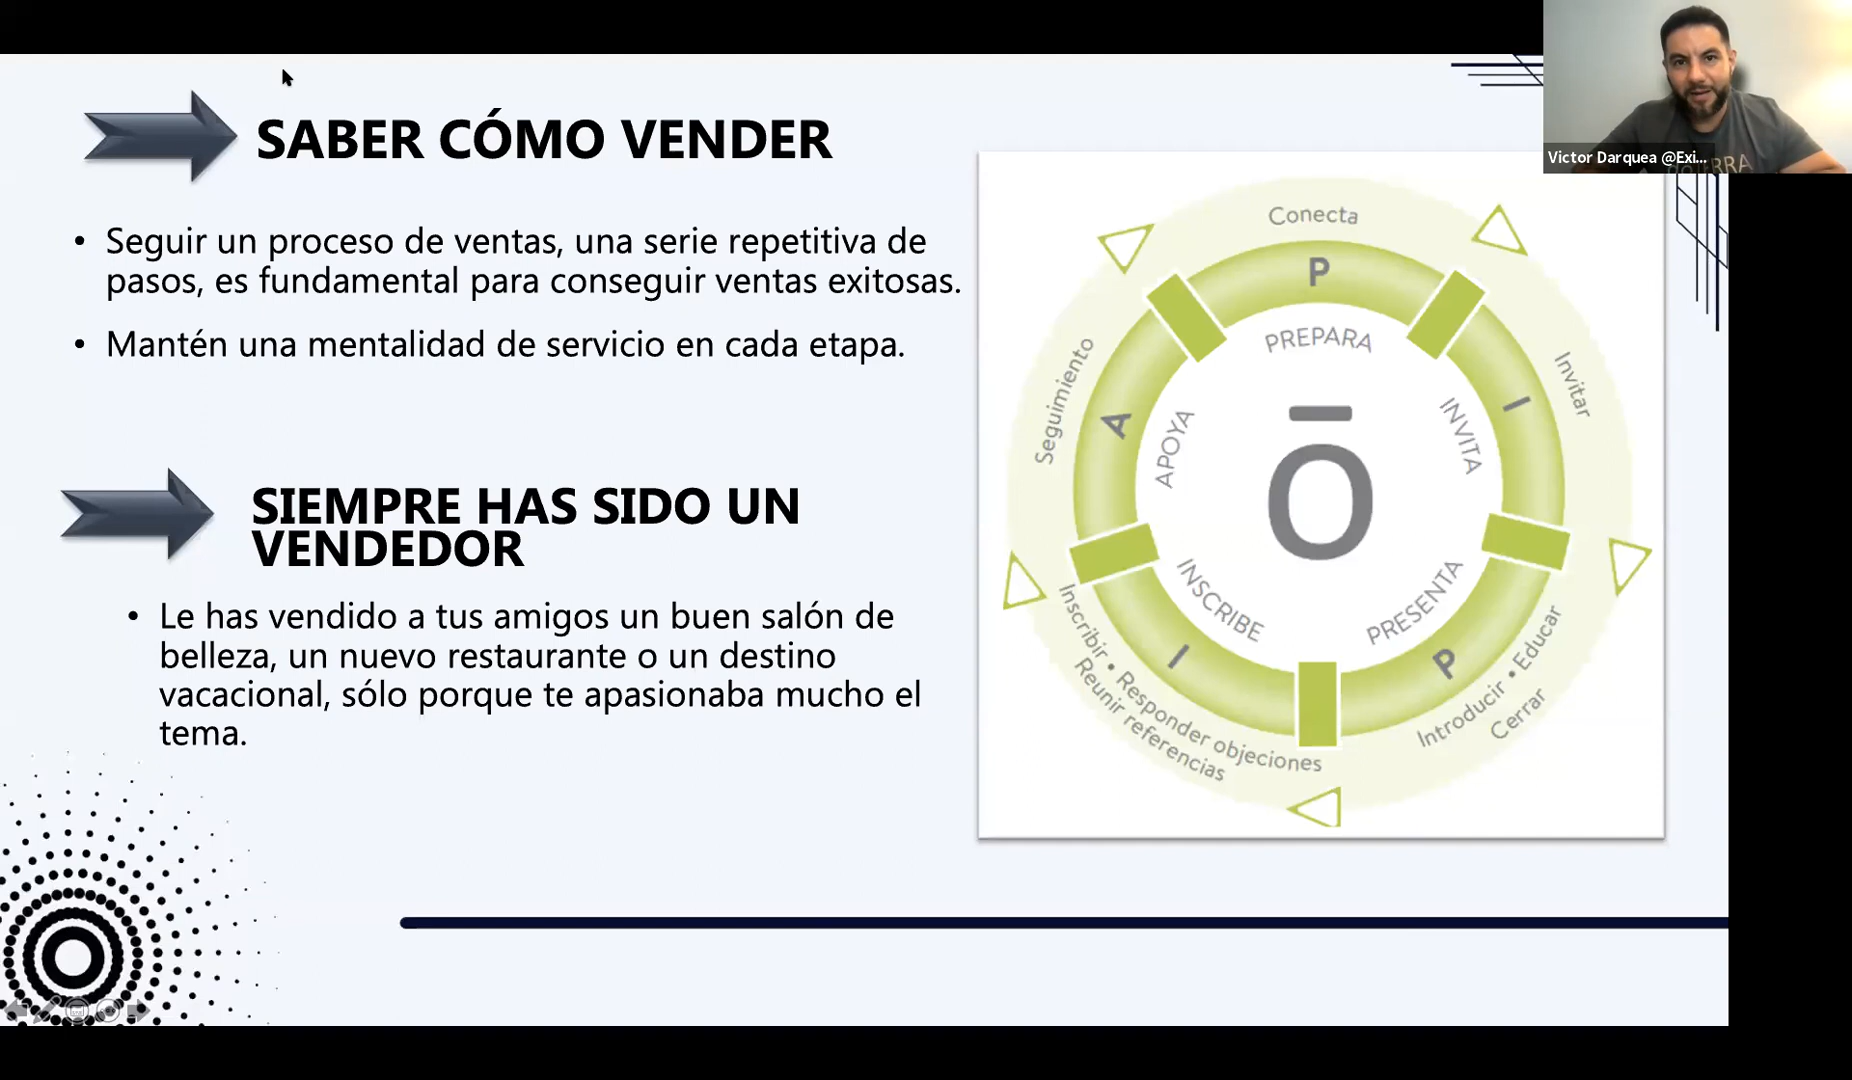 SABER CÓMO VENDER
• Seguir un proceso de ventas, una serie repetitiva de
pasos, es fundamental para conseguir ventas exitosas.
• Mantén una mentalidad de servicio en cada etapa.
SIEMPRE HAS SIDO UN
VENDEDOR
• Le has vendido a tus amigos un buen salón de
belleza, un nuevo restaurante o un destino
vacacional, sólo porque te apasionaba mucho el
tema.
Victor Darquea @Exi...
Conecta
P
PREPARA
Invitar
I
INVITA
Introducir • Educar
Cerrar
P
PRESENTA
Inscribir • Responder objeciones
Reunir referencias
I
INSCRIBE
Seguimiento
A
APOYA
Ō